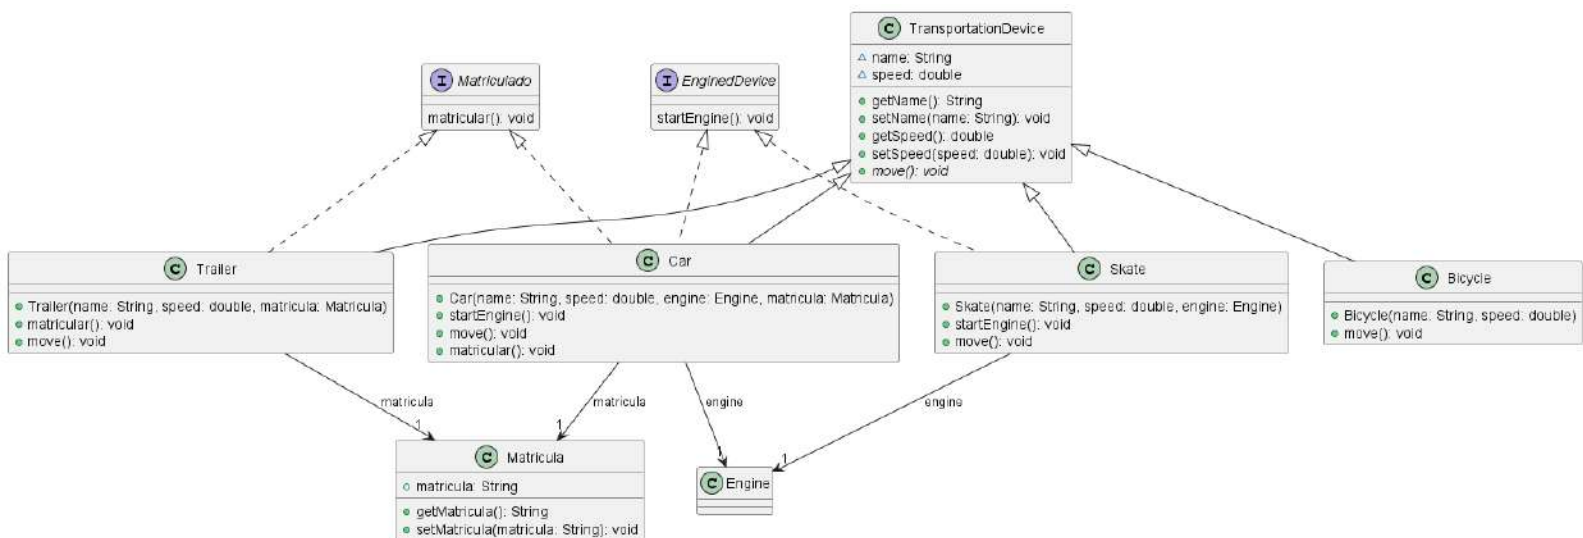 C TransportationDevice
name: String
speed: double
getName(): String
setName(name: String): void
getSpeed(): double
setSpeed(speed: double): void
move(): void
I Matriculado
matricular(): void
I EnginedDevice
startEngine(): void
C Trailer
Trailer(name: String, speed: double, matricula: Matricula)
matricular(): void
move(): void
C Car
Car(name: String, speed: double, engine: Engine, matricula: Matricula)
startEngine(): void
move(): void
matricular(): void
C Skate
Skate(name: String, speed: double, engine: Engine)
startEngine(): void
move(): void
C Bicycle
Bicycle(name: String, speed: double)
move(): void
matricula
1
matricula
1
engine
1
engine
1
C Matricula
matricula: String
getMatricula(): String
setMatricula(matricula: String): void
C Engine